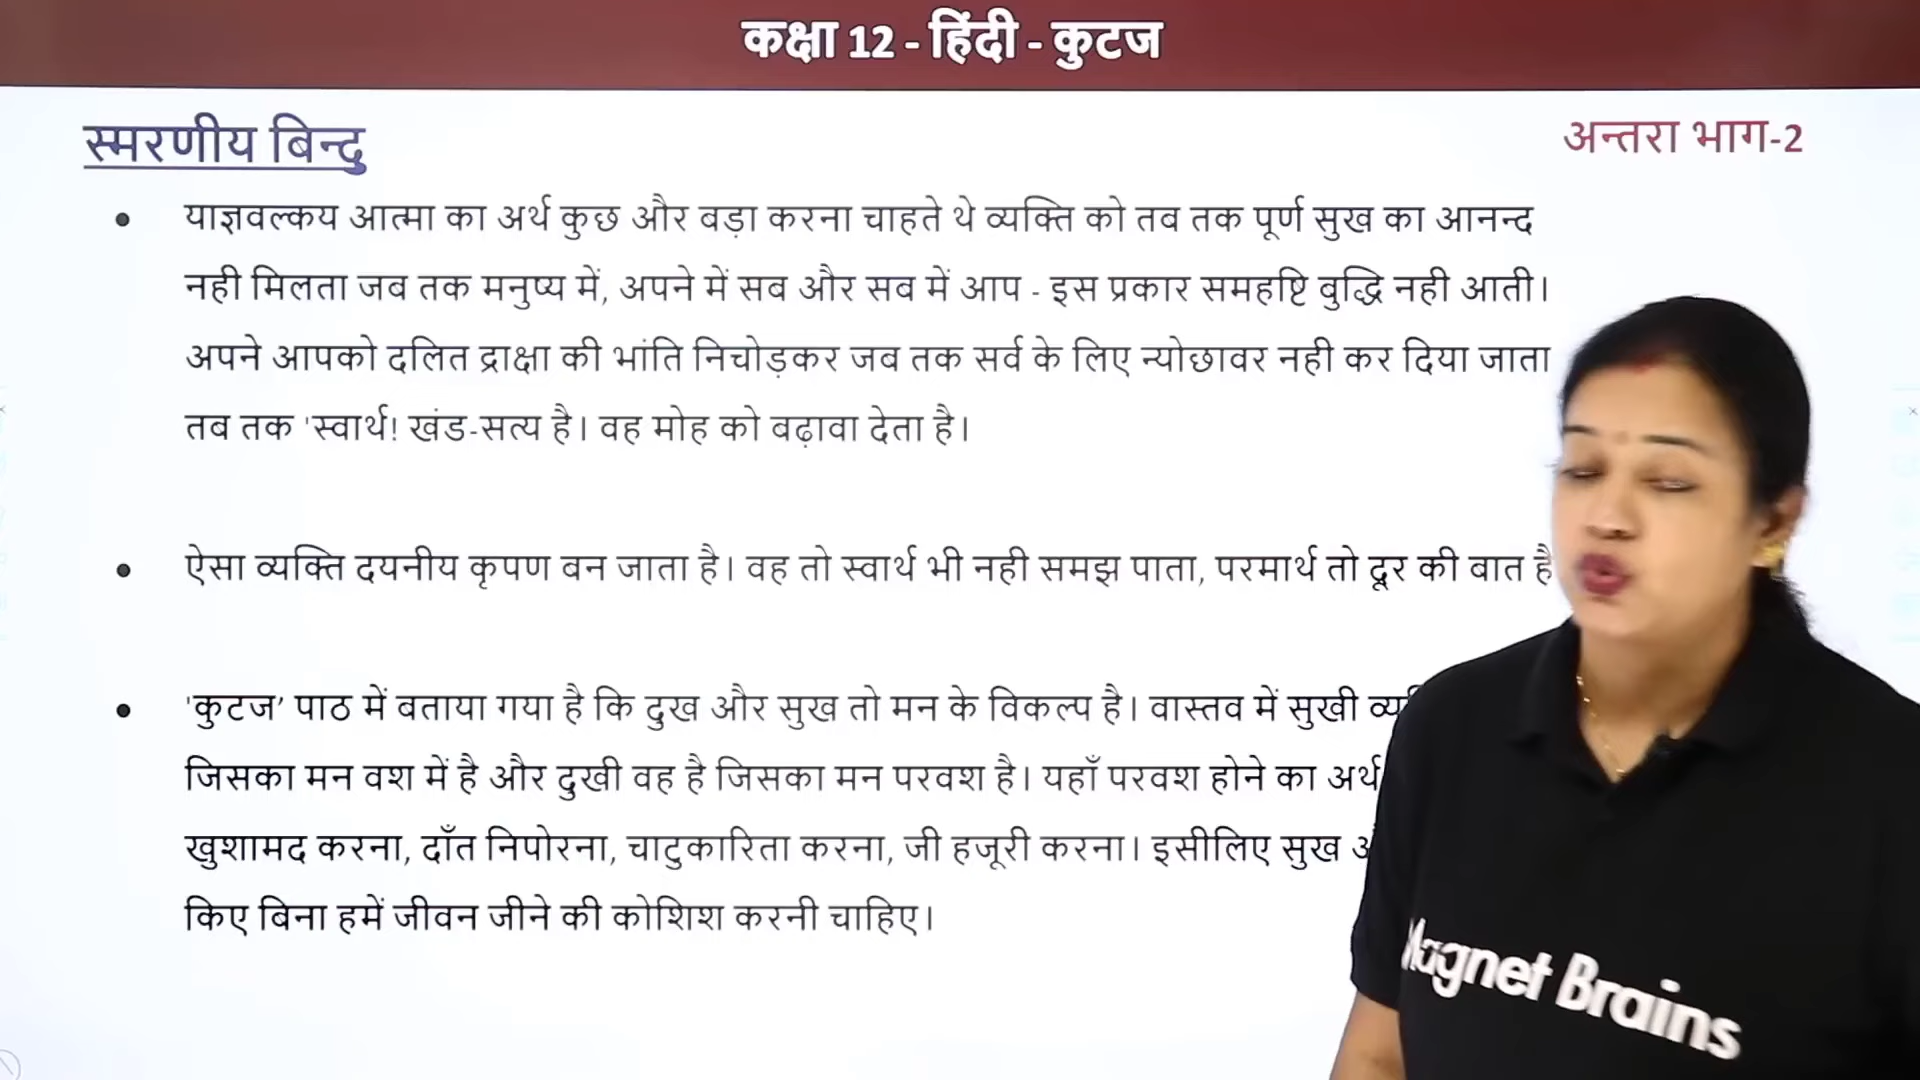 कक्षा 12 - हिंदी - कुटज
स्मरणीय बिन्दु
अन्तरा भाग-2
• याज्ञवल्कय आत्मा का अर्थ कुछ और बड़ा करना चाहते थे व्यक्ति को तब तक पूर्ण सुख का आनन्द
नही मिलता जब तक मनुष्य में, अपने में सब और सब में आप - इस प्रकार समहष्टि बुद्धि नही आती।
अपने आपको दलित द्राक्षा की भांति निचोड़कर जब तक सर्व के लिए न्योछावर नही कर दिया जाता
तब तक 'स्वार्थ! खंड-सत्य है। वह मोह को बढ़ावा देता है।
• ऐसा व्यक्ति दयनीय कृपण बन जाता है। वह तो स्वार्थ भी नही समझ पाता, परमार्थ तो दूर की बात है
• 'कुटज’ पाठ में बताया गया है कि दुख और सुख तो मन के विकल्प है। वास्तव में सुखी
जिसका मन वश में है और दुखी वह है जिसका मन परवश है। यहाँ परवश होने का अर्थ
खुशामद करना, दाँत निपोरना, चाटुकारिता करना, जी हजूरी करना। इसीलिए सुख
किए बिना हमें जीवन जीने की कोशिश करनी चाहिए।
Magnet Brains